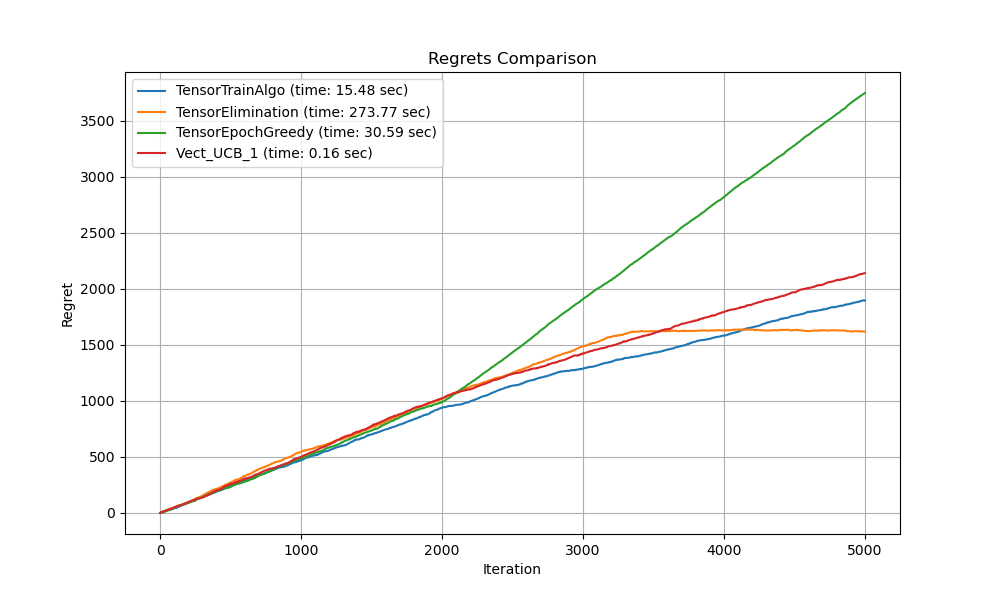 Regrets Comparison
TensorTrainAlgo (time: 15.48 sec)
TensorElimination (time: 273.77 sec)
TensorEpochGreedy (time: 30.59 sec)
Vect_UCB_1 (time: 0.16 sec)
Regret
3500
3000
2500
2000
1500
1000
500
0
0 1000 2000 3000 4000 5000
Iteration